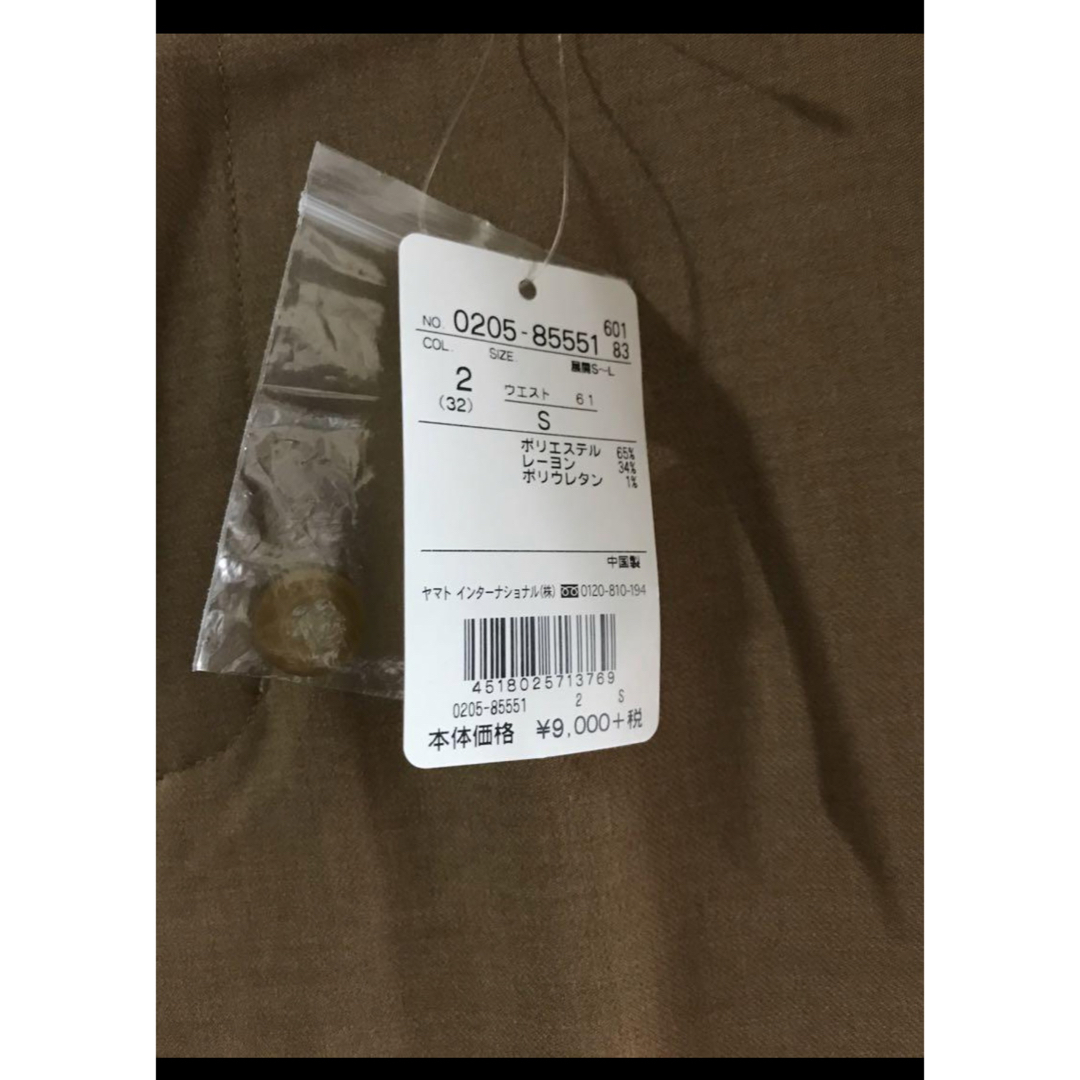 NO. 0205-85551 601 83
COL. SIZE 展開S~L
2 ウエスト 61
(32) S
ポリエステル 65%
レーヨン 34%
ポリウレタン 1%
中国製
ヤマト インターナショナル(株) 0120-810-194
4518025713769
0205-85551 2 S
本体価格 ¥9,000+税